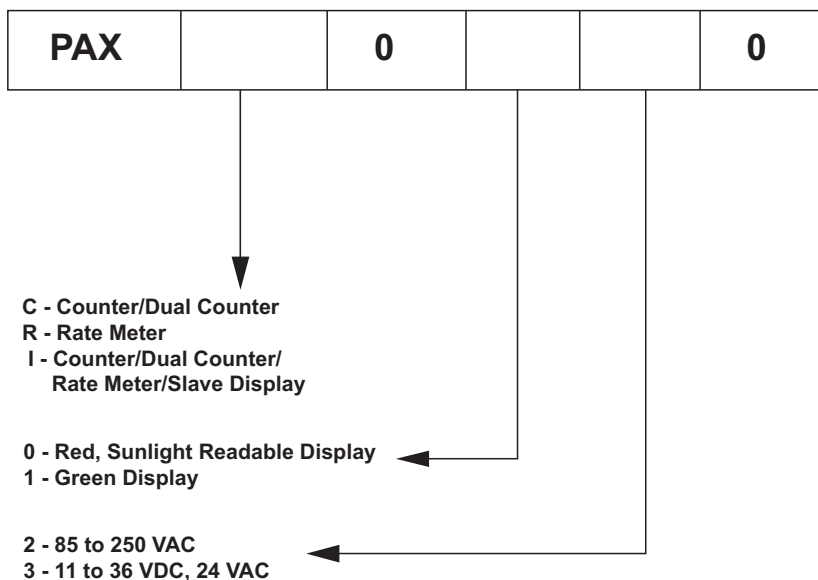 PAX 0 0
C - Counter/Dual Counter
R - Rate Meter
I - Counter/Dual Counter/
Rate Meter/Slave Display
0 - Red, Sunlight Readable Display
1 - Green Display
2 - 85 to 250 VAC
3 - 11 to 36 VDC, 24 VAC